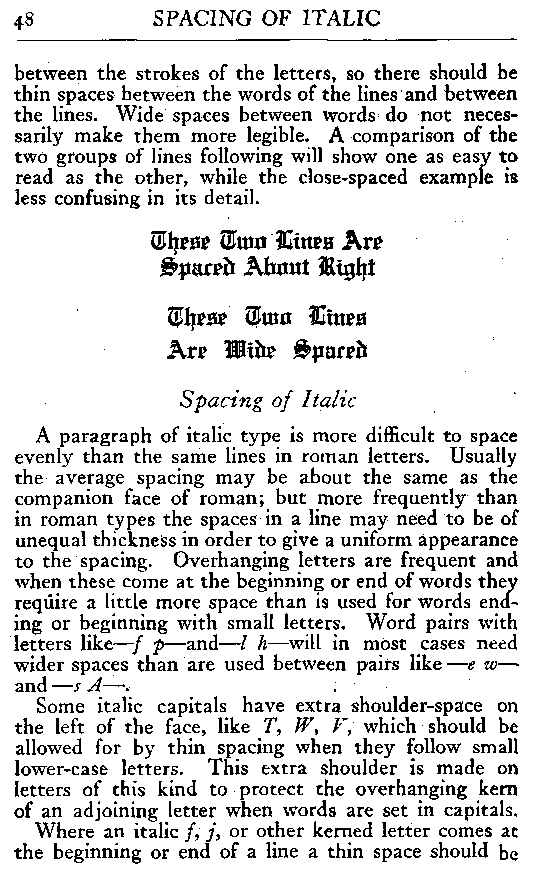 48 SPACING OF ITALIC
between the strokes of the letters, so there should be
thin spaces between the words of the lines and between
the lines. Wide spaces between words do not neces-
sarily make them more legible. A comparison of the
two groups of lines following will show one as easy to
read as the other, while the close-spaced example is
less confusing in its detail.
These Two Lines Are
Spaced About Right
These Two Lines
Are Wide Spaced
Spacing of Italic
A paragraph of italic type is more difficult to space
evenly than the same lines in roman letters. Usually
the average spacing may be about the same as the
companion face of roman; but more frequently than
in roman types the spaces in a line may need to be of
unequal thickness in order to give a uniform appearance
to the spacing. Overhanging letters are frequent and
when these come at the beginning or end of words they
require a little more space than is used for words end-
ing or beginning with small letters. Word pairs with
letters like—f p—and—l h—will in most cases need
wider spaces than are used between pairs like—e w—
and—s A—.
Some italic capitals have extra shoulder-space on
the left of the face, like T, W, V, which should be
allowed for by thin spacing when they follow small
lower-case letters. This extra shoulder is made on
letters of this kind to protect the overhanging kern
of an adjoining letter when words are set in capitals.
Where an italic f, j, or other kerned letter comes at
the beginning or end of a line a thin space should be